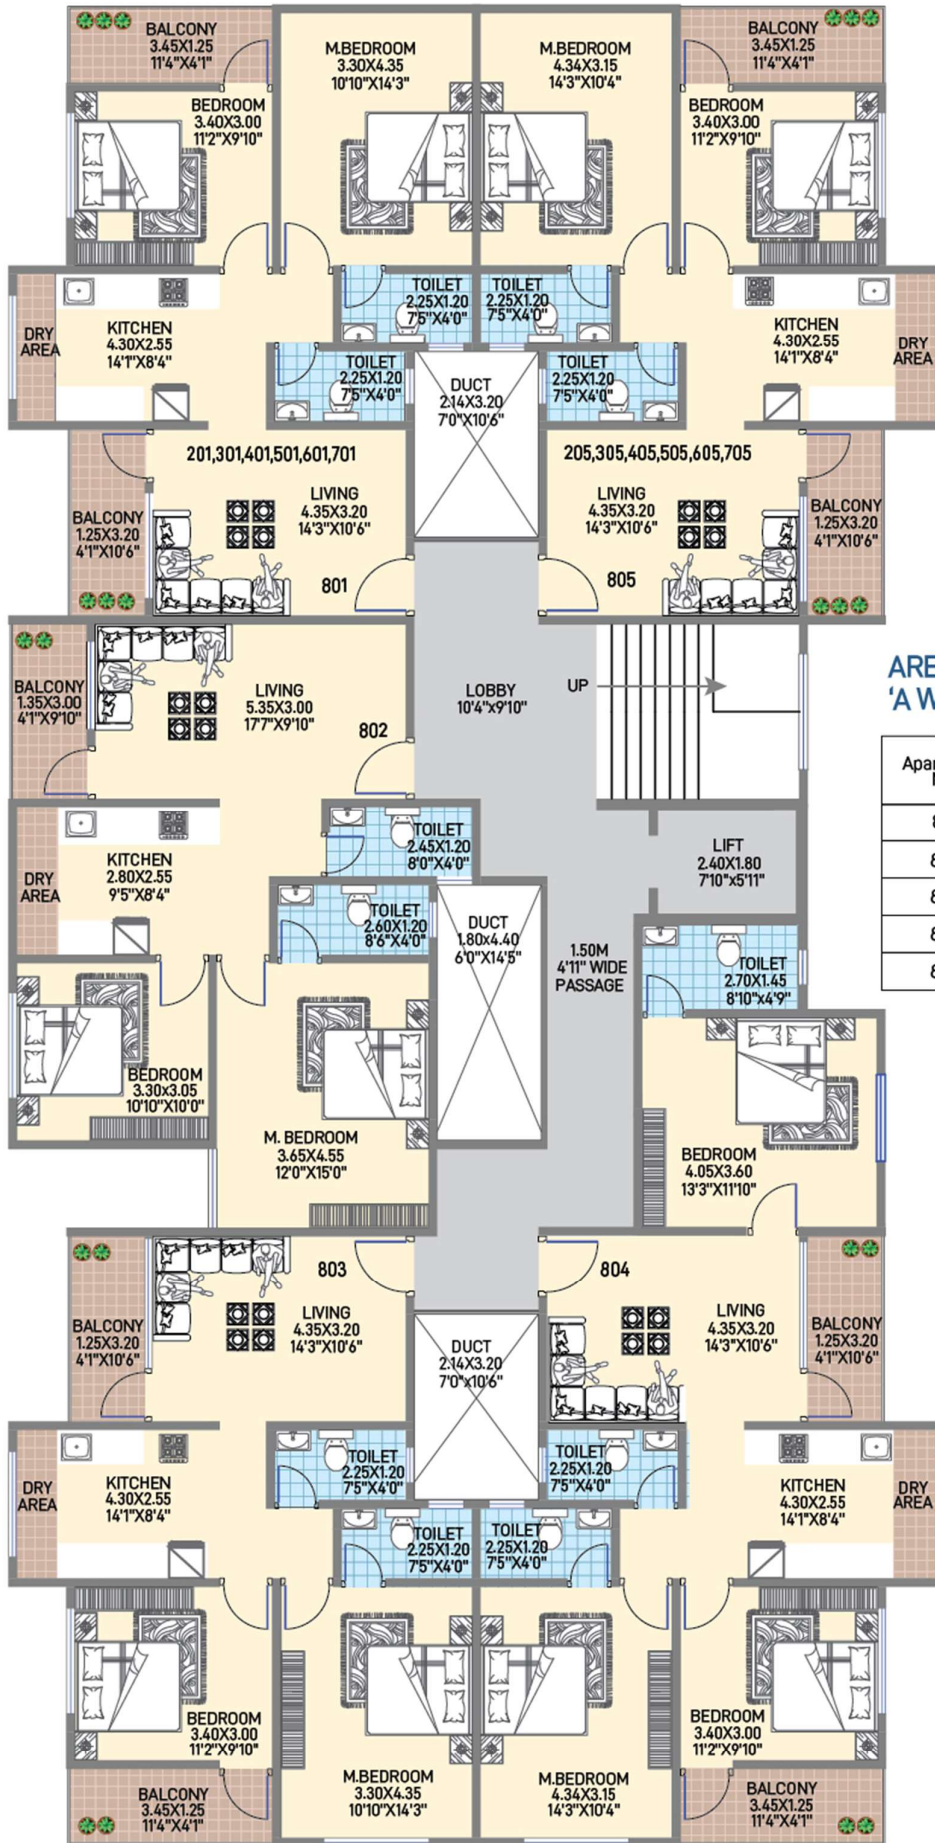 BALCONY
3.45X1.25
11'4"X4'1"
M.BEDROOM
3.30X4.35
10'10"X14'3"
M.BEDROOM
4.34X3.15
14'3"X10'4"
BALCONY
3.45X1.25
11'4"X4'1"
BEDROOM
3.40X3.00
11'2"X9'10"
BEDROOM
3.40X3.00
11'2"X9'10"
DRY
AREA
KITCHEN
4.30X2.55
14'1"X8'4"
TOILET
2.25X1.20
7'5"X4'0"
TOILET
2.25X1.20
7'5"X4'0"
KITCHEN
4.30X2.55
14'1"X8'4"
DRY
AREA
TOILET
2.25X1.20
7'5"X4'0"
DUCT
2.14X3.20
7'0"X10'6"
TOILET
2.25X1.20
7'5"X4'0"
201,301,401,501,601,701
205,305,405,505,605,705
BALCONY
1.25X3.20
4'1"X10'6"
LIVING
4.35X3.20
14'3"X10'6"
LIVING
4.35X3.20
14'3"X10'6"
BALCONY
1.25X3.20
4'1"X10'6"
801
805
BALCONY
1.35X3.00
4'1"X9'10"
LIVING
5.35X3.00
17'7"X9'10"
802
LOBBY
10'4"x9'10"
UP
ARE
'A W
Apar
8
8
8
8
8
DRY
AREA
KITCHEN
2.80X2.55
9'5"X8'4"
TOILET
2.45X1.20
8'0"X4'0"
LIFT
2.40X1.80
7'10"x5'11"
TOILET
2.60X1.20
8'6"X4'0"
DUCT
1.80x4.40
6'0"X14'5"
1.50M
4'11" WIDE
PASSAGE
TOILET
2.70X1.45
8'10"x4'9"
BEDROOM
3.30x3.05
10'10"X10'0"
M. BEDROOM
3.65X4.55
12'0"X15'0"
BEDROOM
4.05X3.60
13'3"X11'10"
803
804
BALCONY
1.25X3.20
4'1"X10'6"
LIVING
4.35X3.20
14'3"X10'6"
DUCT
2.14X3.20
7'0"x10'6"
LIVING
4.35X3.20
14'3"X10'6"
BALCONY
1.25X3.20
4'1"X10'6"
DRY
AREA
KITCHEN
4.30X2.55
14'1"X8'4"
TOILET
2.25X1.20
7'5"X4'0"
TOILET
2.25X1.20
7'5"X4'0"
KITCHEN
4.30X2.55
14'1"X8'4"
DRY
AREA
TOILET
2.25X1.20
7'5"X4'0"
TOILET
2.25X1.20
7'5"X4'0"
BEDROOM
3.40X3.00
11'2"X9'10"
BEDROOM
3.40X3.00
11'2"X9'10"
BALCONY
3.45X1.25
11'4"X4'1"
M.BEDROOM
3.30X4.35
10'10"X14'3"
M.BEDROOM
4.34X3.15
14'3"X10'4"
BALCONY
3.45X1.25
11'4"X4'1"